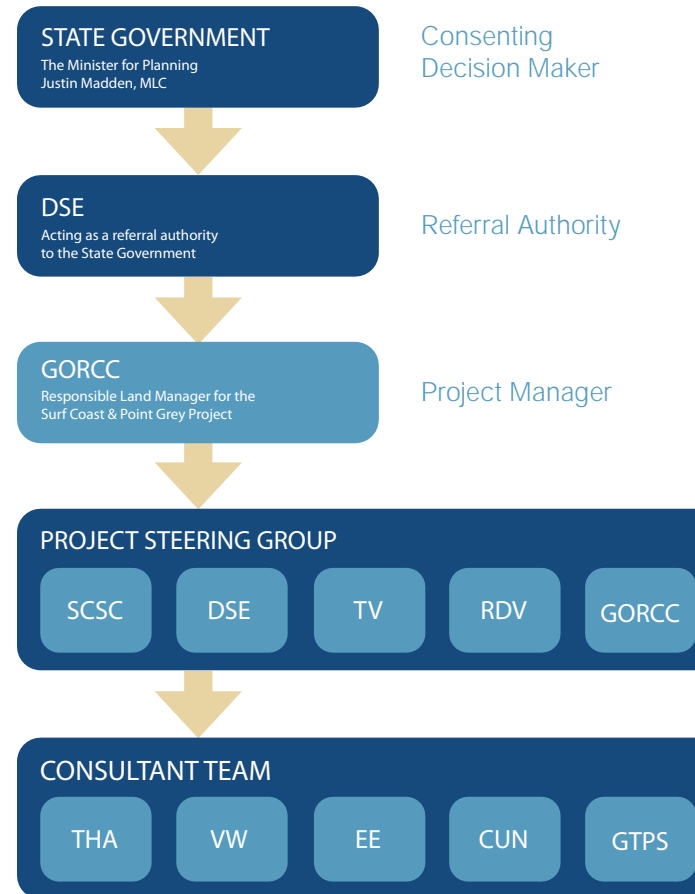 STATE GOVERNMENT
The Minister for Planning
Justin Madden, MLC
Consenting
Decision Maker
DSE
Acting as a referral authority
to the State Government
Referral Authority
GORCC
Responsible Land Manager for the
Surf Coast & Point Grey Project
Project Manager
PROJECT STEERING GROUP
SCSC DSE TV RDV GORCC
CONSULTANT TEAM
THA VW EE CUN GTPS